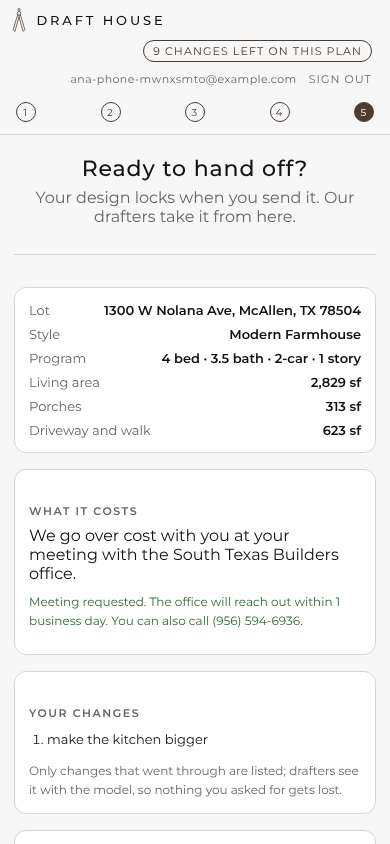 DRAFT HOUSE
9 CHANGES LEFT ON THIS PLAN
ana-phone-mwnxsmto@example.com SIGN OUT
1 2 3 4 5
Ready to hand off?
Your design locks when you send it. Our
drafters take it from here.
Lot 1300 W Nolana Ave, McAllen, TX 78504
Style Modern Farmhouse
Program 4 bed · 3.5 bath · 2-car · 1 story
Living area 2,829 sf
Porches 313 sf
Driveway and walk 623 sf
WHAT IT COSTS
We go over cost with you at your
meeting with the South Texas Builders
office.
Meeting requested. The office will reach out within 1
business day. You can also call (956) 594-6936.
YOUR CHANGES
1. make the kitchen bigger
Only changes that went through are listed; drafters see
it with the model, so nothing you asked for gets lost.